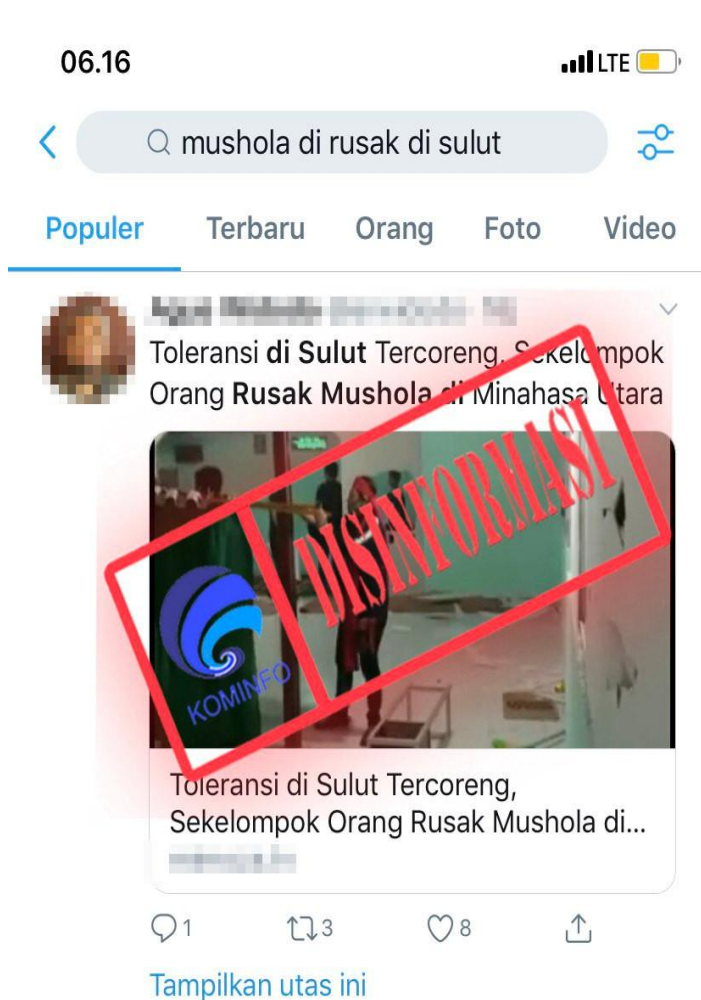 06.16
LTE
mushola di rusak di sulut
Populer Terbaru Orang Foto Video
Toleransi di Sulut Tercoreng, Sekelompok
Orang Rusak Mushola di Minahasa Utara
DISINFORMASI
KOMINFO
Toleransi di Sulut Tercoreng,
Sekelompok Orang Rusak Mushola di...
1 3 8
Tampilkan utas ini